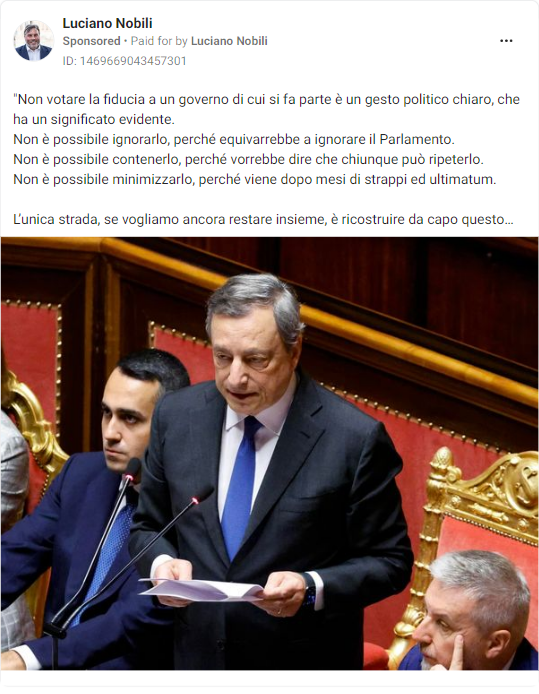 Luciano Nobili
Sponsored • Paid for by Luciano Nobili
ID: 1469669043457301
"Non votare la fiducia a un governo di cui si fa parte è un gesto politico chiaro, che
ha un significato evidente.
Non è possibile ignorarlo, perché equivarrebbe a ignorare il Parlamento.
Non è possibile contenerlo, perché vorrebbe dire che chiunque può ripeterlo.
Non è possibile minimizzarlo, perché viene dopo mesi di strappi ed ultimatum.
L'unica strada, se vogliamo ancora restare insieme, è ricostruire da capo questo…